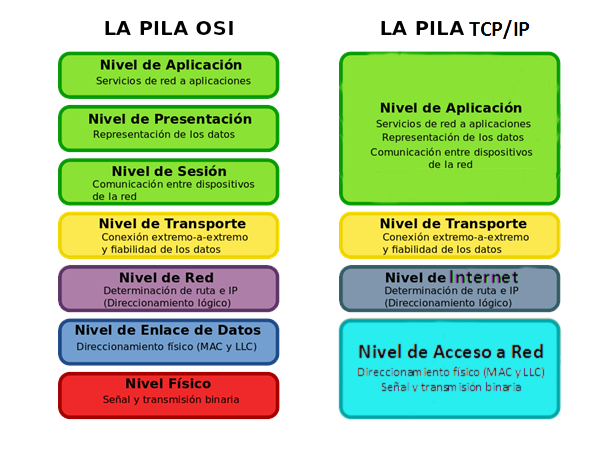 LA PILA OSI
Nivel de Aplicación
Servicios de red a aplicaciones
Nivel de Presentación
Representación de los datos
Nivel de Sesión
Comunicación entre dispositivos
de la red
Nivel de Transporte
Conexión extremo-a-extremo
y fiabilidad de los datos
Nivel de Red
Determinación de ruta e IP
(Direccionamiento lógico)
Nivel de Enlace de Datos
Direccionamiento físico (MAC y LLC)
Nivel Físico
Señal y transmisión binaria
LA PILA TCP/IP
Nivel de Aplicación
Servicios de red a aplicaciones
Representación de los datos
Comunicación entre dispositivos
de la red
Nivel de Transporte
Conexión extremo-a-extremo
y fiabilidad de los datos
Nivel de Internet
Determinación de ruta e IP
(Direccionamiento lógico)
Nivel de Acceso a Red
Direccionamiento físico (MAC y LLC)
Señal y transmisión binaria